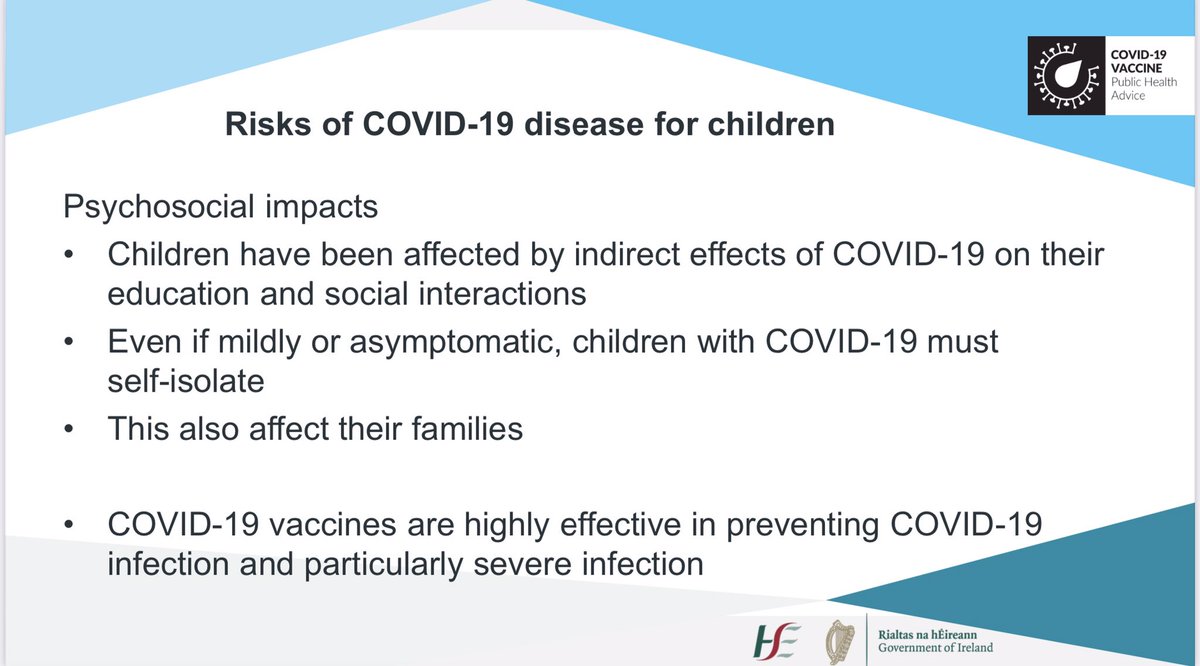 COVID-19
VACCINE
Public Health
Advice
Risks of COVID-19 disease for children
Psychosocial impacts
• Children have been affected by indirect effects of COVID-19 on their
education and social interactions
• Even if mildly or asymptomatic, children with COVID-19 must
self-isolate
• This also affect their families
• COVID-19 vaccines are highly effective in preventing COVID-19
infection and particularly severe infection
HSE
Rialtas na hÉireann
Government of Ireland